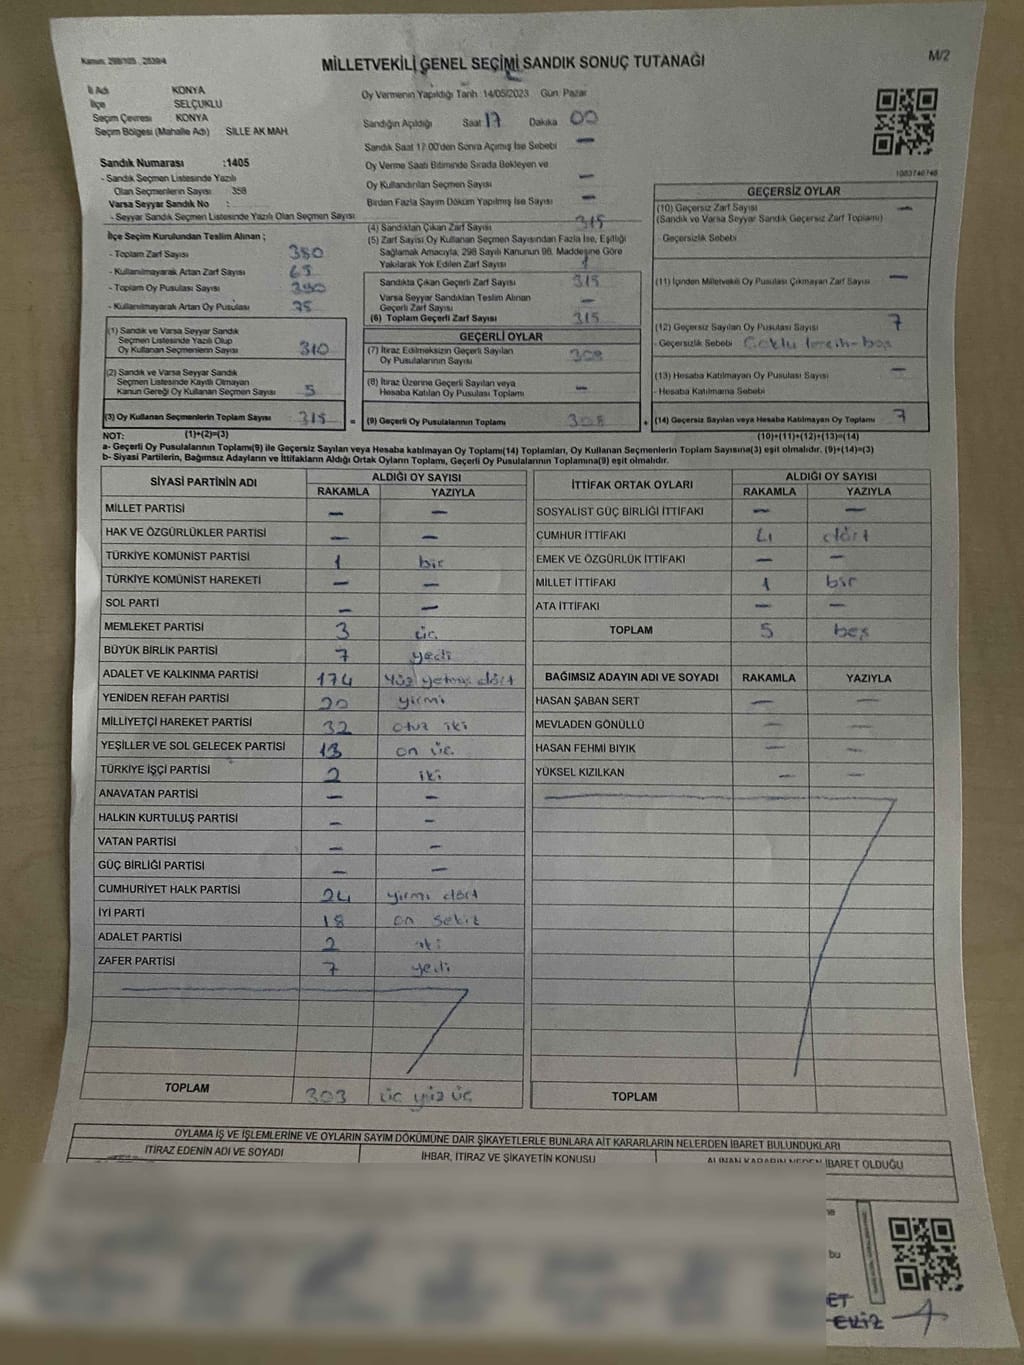 Kanun: 298/105 , 2839/4
MİLLETVEKİLİ GENEL SEÇİMİ SANDIK SONUÇ TUTANAĞI
M/2
İl Adı KONYA
İlçe SELÇUKLU
Seçim Çevresi : KONYA
Seçim Bölgesi (Mahalle Adı) SİLLE AK MAH.
Oy Vermenin Yapıldığı Tarih :14/05/2023 Gün: Pazar
Sandığın Açıldığı Saat 17 Dakika 00
Sandık Saat 17:00'den Sonra Açılmış İse Sebebi —
Oy Verme Saati Bitiminde Sırada Bekleyen ve
Oy Kullandırılan Seçmen Sayısı —
Birden Fazla Sayım Döküm Yapılmış İse Sayısı —
Sandık Numarası :1405
- Sandık Seçmen Listesinde Yazılı
Olan Seçmenlerin Sayısı 358
Varsa Seyyar Sandık No :
- Seyyar Sandık Seçmen Listesinde Yazılı Olan Seçmen Sayısı
İlçe Seçim Kurulundan Teslim Alınan ;
- Toplam Zarf Sayısı 380
- Kullanılmayarak Artan Zarf Sayısı 65
- Toplam Oy Pusulası Sayısı 390
- Kullanılmayarak Artan Oy Pusulası 75
(1) Sandık ve Varsa Seyyar Sandık
Seçmen Listesinde Yazılı Olup
Oy Kullanan Seçmenlerin Sayısı 310
(2) Sandık ve Varsa Seyyar Sandık
Seçmen Listesinde Kayıtlı Olmayan
Kanun Gereği Oy Kullanan Seçmen Sayısı 5
(3) Oy Kullanan Seçmenlerin Toplam Sayısı 315 =
(4) Sandıktan Çıkan Zarf Sayısı 315
(5) Zarf Sayısı Oy Kullanan Seçmen Sayısından Fazla İse, Eşitliği
Sağlamak Amacıyla, 298 Sayılı Kanunun 98. Maddesine Göre
Yakılarak Yok Edilen Zarf Sayısı
Sandıkta Çıkan Geçerli Zarf Sayısı 315
Varsa Seyyar Sandıktan Teslim Alınan
Geçerli Zarf Sayısı —
(6) Toplam Geçerli Zarf Sayısı 315
GEÇERLİ OYLAR
(7) İtiraz Edilmeksizin Geçerli Sayılan
Oy Pusulalarının Sayısı 308
(8) İtiraz Üzerine Geçerli Sayılan veya
Hesaba Katılan Oy Pusulası Toplamı —
(9) Geçerli Oy Pusulalarının Toplamı 308 +
1083740740
GEÇERSİZ OYLAR
(10) Geçersiz Zarf Sayısı —
(Sandık ve Varsa Seyyar Sandık Geçersiz Zarf Toplamı)
- Geçersizlik Sebebi
(11) İçinden Milletvekili Oy Pusulası Çıkmayan Zarf Sayısı —
(12) Geçersiz Sayılan Oy Pusulası Sayısı 7
- Geçersizlik Sebebi Çoklu tercih-boş
(13) Hesaba Katılmayan Oy Pusulası Sayısı —
- Hesaba Katılmama Sebebi
(14) Geçersiz Sayılan veya Hesaba Katılmayan Oy Toplamı 7
NOT: (1)+(2)=(3) (10)+(11)+(12)+(13)=(14)
a- Geçerli Oy Pusulalarının Toplamı(9) ile Geçersiz Sayılan veya Hesaba katılmayan Oy Toplamı(14) Toplamları, Oy Kullanan Seçmenlerin Toplam Sayısına(3) eşit olmalıdır. (9)+(14)=(3)
b- Siyasi Partilerin, Bağımsız Adayların ve İttifakların Aldığı Ortak Oyların Toplamı, Geçerli Oy Pusulalarının Toplamına(9) eşit olmalıdır.
SİYASİ PARTİNİN ADI ALDIĞI OY SAYISI
RAKAMLA YAZIYLA
MİLLET PARTİSİ — —
HAK VE ÖZGÜRLÜKLER PARTİSİ — —
TÜRKİYE KOMÜNİST PARTİSİ 1 bir
TÜRKİYE KOMÜNİST HAREKETİ — —
SOL PARTİ — —
MEMLEKET PARTİSİ 3 üç
BÜYÜK BİRLİK PARTİSİ 7 yedi
ADALET VE KALKINMA PARTİSİ 174 Yüz yetmiş dört
YENİDEN REFAH PARTİSİ 20 yirmi
MİLLİYETÇİ HAREKET PARTİSİ 32 otuz iki
YEŞİLLER VE SOL GELECEK PARTİSİ 13 on üç
TÜRKİYE İŞÇİ PARTİSİ 2 iki
ANAVATAN PARTİSİ — —
HALKIN KURTULUŞ PARTİSİ — —
VATAN PARTİSİ — —
GÜÇ BİRLİĞİ PARTİSİ — —
CUMHURİYET HALK PARTİSİ 24 yirmi dört
İYİ PARTİ 18 on sekiz
ADALET PARTİSİ 2 iki
ZAFER PARTİSİ 7 yedi
TOPLAM 303 üç yüz üç
İTTİFAK ORTAK OYLARI ALDIĞI OY SAYISI
RAKAMLA YAZIYLA
SOSYALİST GÜÇ BİRLİĞİ İTTİFAKI — —
CUMHUR İTTİFAKI 4 dört
EMEK VE ÖZGÜRLÜK İTTİFAKI — —
MİLLET İTTİFAKI 1 bir
ATA İTTİFAKI — —
TOPLAM 5 beş
BAĞIMSIZ ADAYIN ADI VE SOYADI RAKAMLA YAZIYLA
HASAN ŞABAN SERT — —
MEVLADEN GÖNÜLLÜ — —
HASAN FEHMİ BIYIK — —
YÜKSEL KIZILKAN — —
TOPLAM
OYLAMA İŞ VE İŞLEMLERİNE VE OYLARIN SAYIM DÖKÜMÜNE DAİR ŞİKAYETLERLE BUNLARA AİT KARARLARIN NELERDEN İBARET BULUNDUKLARI
İTİRAZ EDENİN ADI VE SOYADI İHBAR, İTİRAZ VE ŞİKAYETİN KONUSU ALINAN KARARIN NEDEN İBARET OLDUĞU
bu
ET